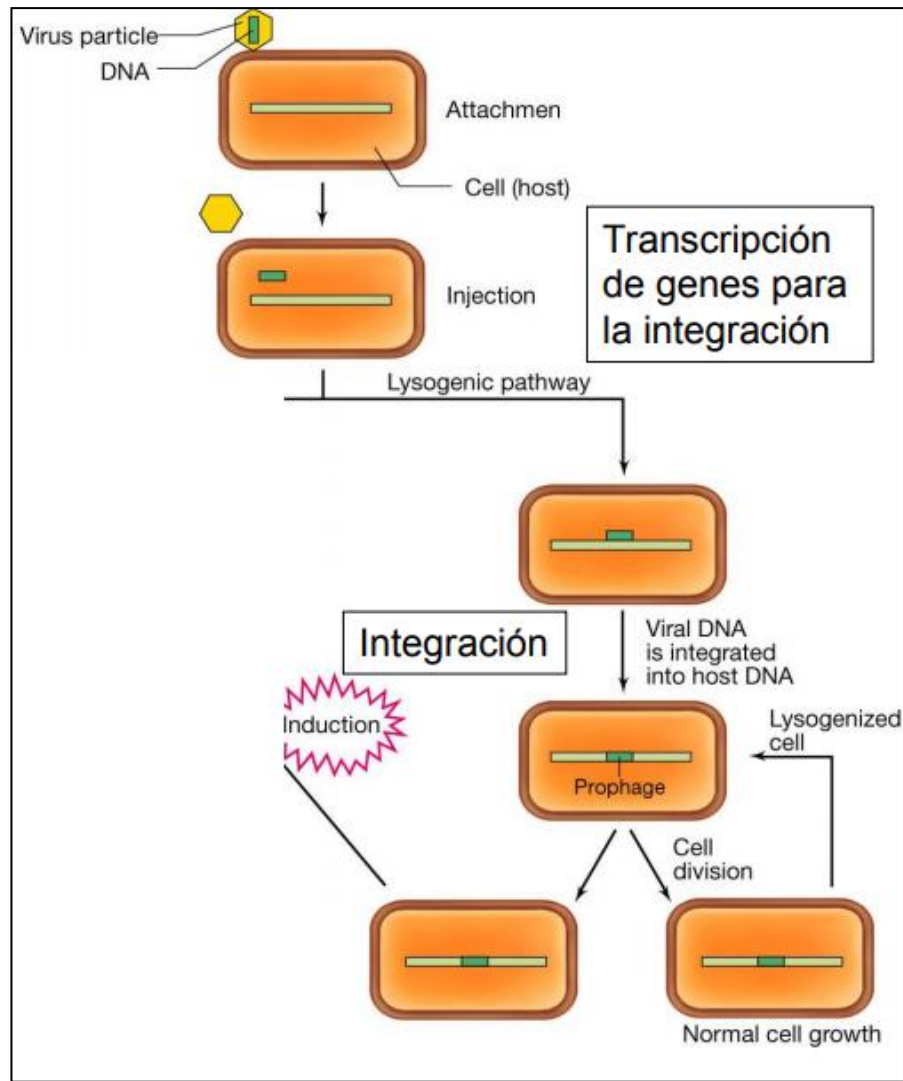 Virus particle
DNA
Attachmen
Cell (host)
Transcripción
de genes para
la integración
Injection
Lysogenic pathway
Integración
Viral DNA
is integrated
into host DNA
Induction
Lysogenized
cell
Prophage
Cell
division
Normal cell growth